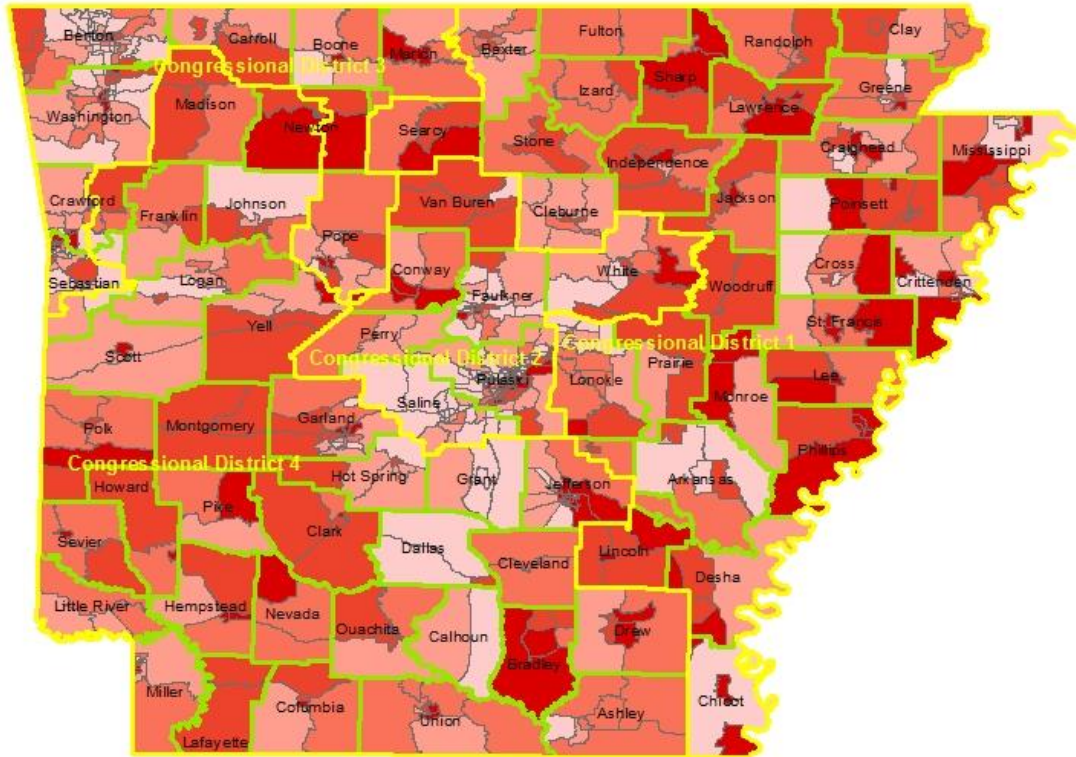 Benton
Carroll
Boone
Marion
Baxter
Fulton
Randolph
Clay
Congressional District 3
Sharp
Izard
Greene
Madison
Washington
Newton
Searcy
Lawrence
Stone
Craighead
Mississippi
Independence
Crawford
Franklin
Johnson
Van Buren
Cleburne
Jackson
Poinsett
Pope
Conway
White
Cross
Crittenden
Sebastian
Logan
Faulkner
Woodruff
Yell
Perry
St. Francis
Scott
Congressional District 2
Congressional District 1
Pulaski
Lonoke
Prairie
Lee
Saline
Monroe
Polk
Montgomery
Garland
Phillips
Congressional District 4
Hot Spring
Grant
Arkansas
Howard
Jefferson
Pike
Clark
Sevier
Dallas
Cleveland
Lincoln
Desha
Little River
Hempstead
Nevada
Ouachita
Calhoun
Drew
Bradley
Miller
Columbia
Union
Ashley
Chicot
Lafayette